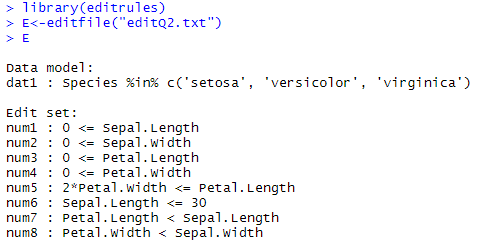 > library(editrules)
> E<-editfile("editQ2.txt")
> E
Data model:
dat1 : Species %in% c('setosa', 'versicolor', 'virginica')
Edit set:
num1 : 0 <= Sepal.Length
num2 : 0 <= Sepal.Width
num3 : 0 <= Petal.Length
num4 : 0 <= Petal.Width
num5 : 2*Petal.Width <= Petal.Length
num6 : Sepal.Length <= 30
num7 : Petal.Length < Sepal.Length
num8 : Petal.Width < Sepal.Width